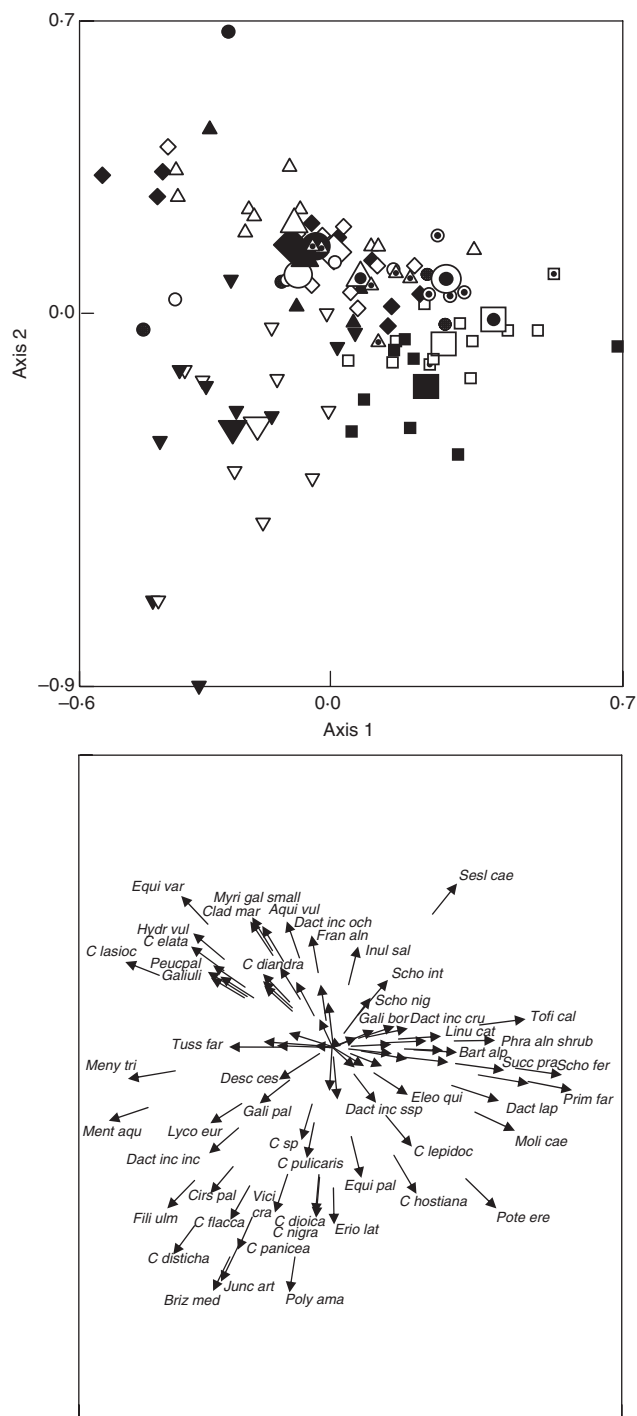 0·7
Axis 2
0·0
–0·9
–0·6
0·0
0·7
Axis 1
Sesl cae
Equi var
Myri gal small
Clad mar
Aqui vul
Dact inc och
Fran aln
Hydr vul
C elata
C lasioc
Peucpal
Galiuli
C diandra
Inul sal
Scho int
Scho nig
Gali bor
Dact inc cru
Tofi cal
Linu cat
Tuss far
Phra aln shrub
Bart alp
Succ pra
Scho fer
Meny tri
Desc ces
Prim far
Eleo qui
Gali pal
Dact inc ssp
Dact lap
Ment aqu
Lyco eur
Moli cae
C sp
C lepidoc
Dact inc inc
C pulicaris
Equi pal
Cirs pal
Vici
cra
C hostiana
Fili ulm
C flacca
C dioica
C nigra
Erio lat
Pote ere
C disticha
C panicea
Junc art
Briz med
Poly ama